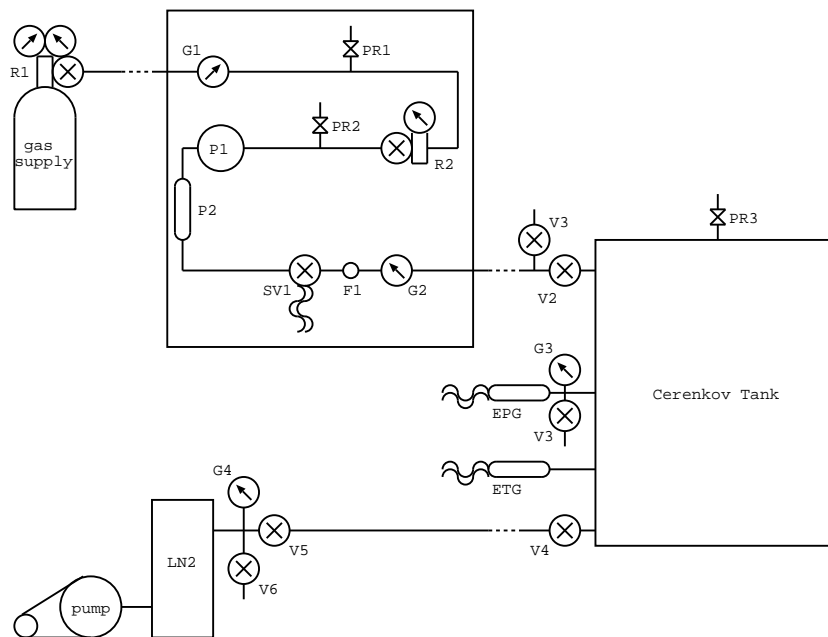 G1
PR1
R1
gas
supply
P1
PR2
R2
P2
V3
PR3
SV1
F1
G2
V2
G3
Cerenkov Tank
EPG
V3
G4
ETG
LN2
V5
V4
V6
pump